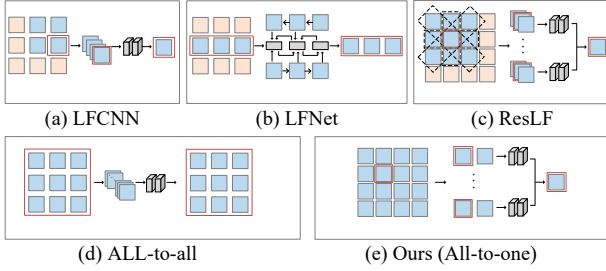 (a) LFCNN
(b) LFNet
(c) ResLF
(d) ALL-to-all
(e) Ours (All-to-one)